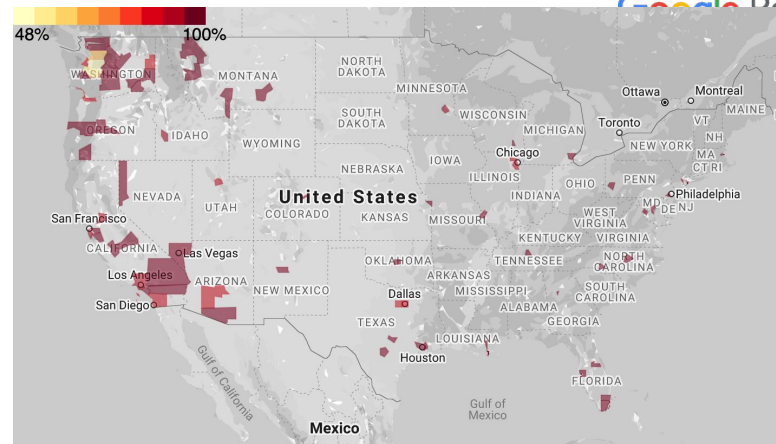 Google
48%
100%
NORTH
DAKOTA
WASHINGTON
MONTANA
MINNESOTA
Ottawa
Montreal
MAINE
SOUTH
DAKOTA
WISCONSIN
Toronto
VT
NH
OREGON
IDAHO
WYOMING
MICHIGAN
NEW YORK
MA
CT RI
Chicago
IOWA
NEBRASKA
ILLINOIS
INDIANA
OHIO
PENN
Philadelphia
NEVADA
UTAH
United States
COLORADO
KANSAS
MISSOURI
WEST
VIRGINIA
MD
DE
NJ
San Francisco
CALIFORNIA
Las Vegas
KENTUCKY
VIRGINIA
Los Angeles
ARIZONA
NEW MEXICO
OKLAHOMA
ARKANSAS
TENNESSEE
NORTH
CAROLINA
San Diego
Dallas
MISSISSIPPI
ALABAMA
SOUTH
CAROLINA
TEXAS
GEORGIA
LOUISIANA
Houston
Gulf of California
FLORIDA
Gulf of
Mexico
Mexico